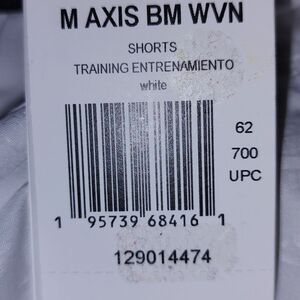 M AXIS BM WVN
SHORTS
TRAINING ENTRENAMIENTO
white
62
700
UPC
1 95739 68416 1
129014474